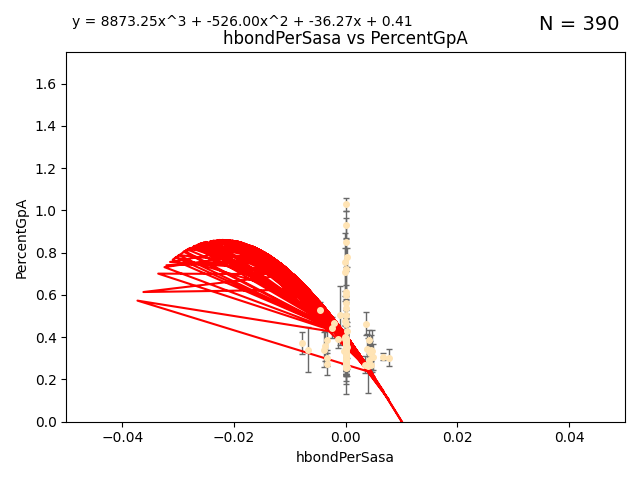 y = 8873.25x^3 + -526.00x^2 + -36.27x + 0.41
N = 390
hbondPerSasa vs PercentGpA
PercentGpA
1.6
1.4
1.2
1.0
0.8
0.6
0.4
0.2
0.0
−0.04
−0.02
0.00
0.02
0.04
hbondPerSasa